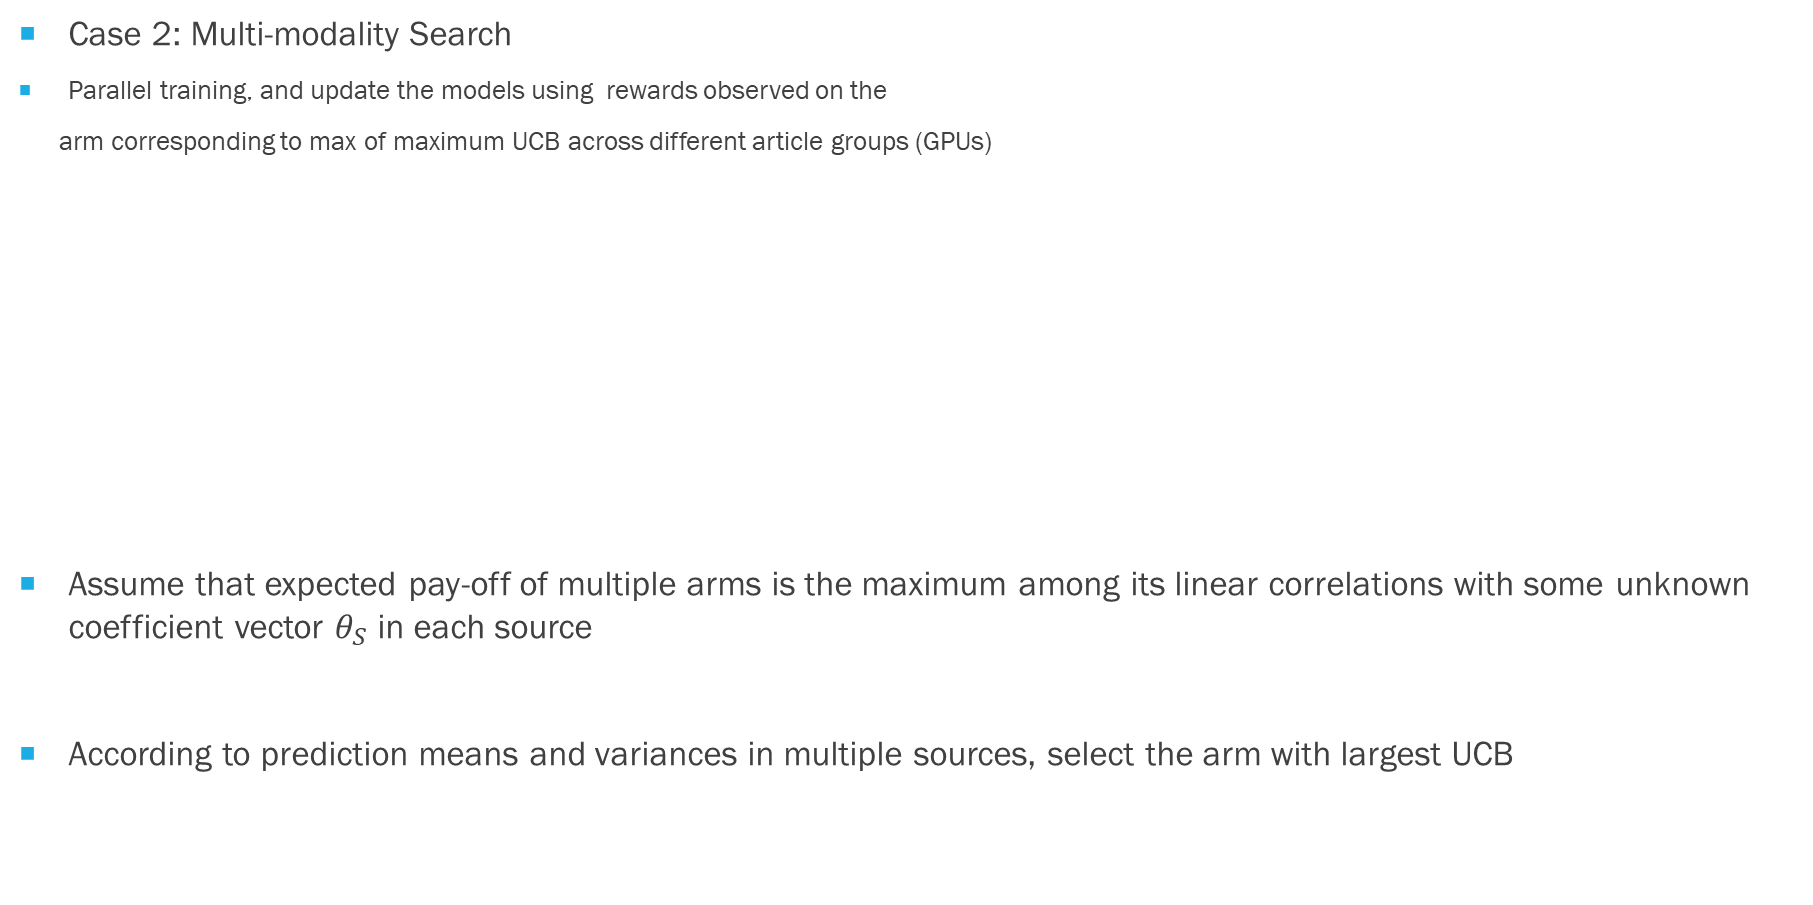 Case 2: Multi-modality Search
Parallel training, and update the models using rewards observed on the
arm corresponding to max of maximum UCB across different article groups (GPUs)
Assume that expected pay-off of multiple arms is the maximum among its linear correlations with some unknown
coefficient vector θ_S in each source
According to prediction means and variances in multiple sources, select the arm with largest UCB